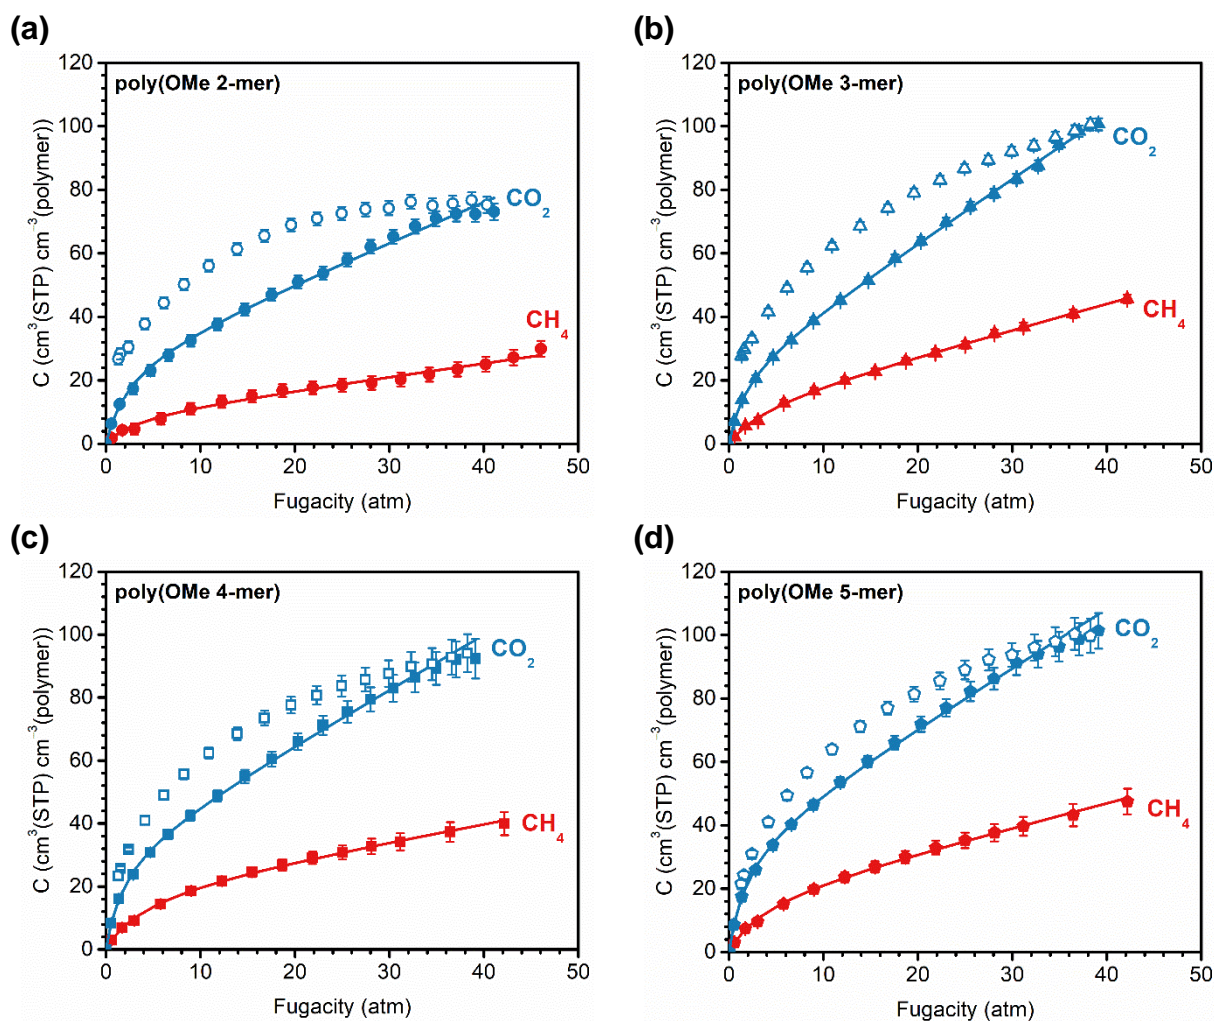 (a)
poly(OMe 2-mer)
CO2
CH4
C (cm³(STP) cm⁻³(polymer))
0 20 40 60 80 100 120
0 10 20 30 40 50
Fugacity (atm)
(b)
poly(OMe 3-mer)
CO2
CH4
C (cm³(STP) cm⁻³(polymer))
0 20 40 60 80 100 120
0 10 20 30 40 50
Fugacity (atm)
(c)
poly(OMe 4-mer)
CO2
CH4
C (cm³(STP) cm⁻³(polymer))
0 20 40 60 80 100 120
0 10 20 30 40 50
Fugacity (atm)
(d)
poly(OMe 5-mer)
CO2
CH4
C (cm³(STP) cm⁻³(polymer))
0 20 40 60 80 100 120
0 10 20 30 40 50
Fugacity (atm)